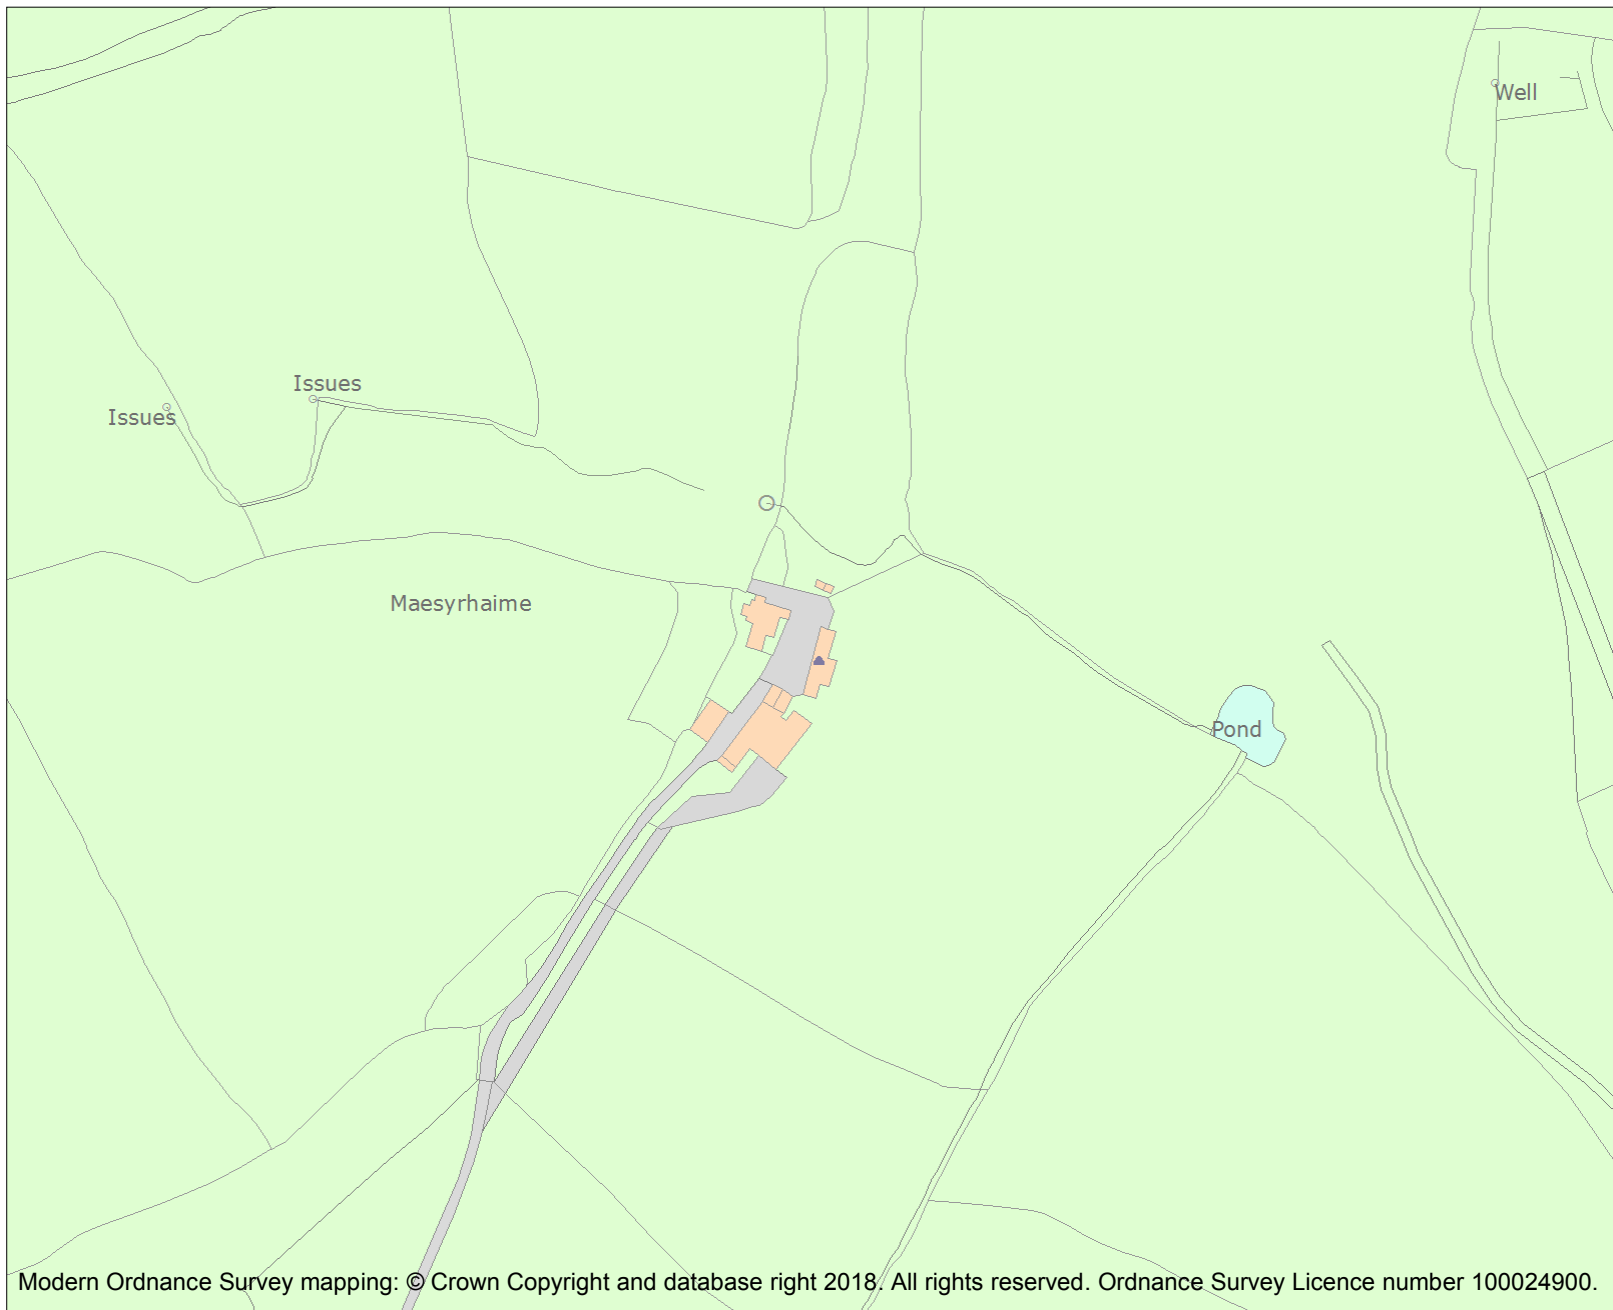 Well
Issues
Issues
Maesyrhaime
Pond
Modern Ordnance Survey mapping: © Crown Copyright and database right 2018. All rights reserved. Ordnance Survey Licence number 100024900.